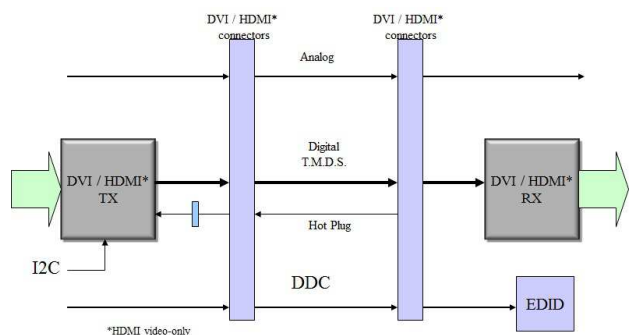 DVI / HDMI*
connectors
DVI / HDMI*
connectors
Analog
Digital
T.M.D.S.
DVI / HDMI*
TX
DVI / HDMI*
RX
Hot Plug
I2C
DDC
EDID
*HDMI video-only